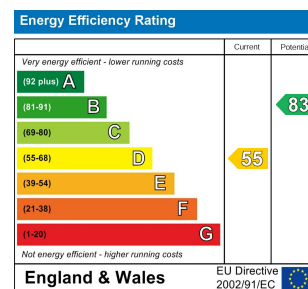 Energy Efficiency Rating
Current
Potentia
Very energy efficient - lower running costs
(92 plus) A
(81-91) B
83
(69-80) C
(55-68) D
55
(39-54) E
(21-38) F
(1-20) G
Not energy efficient - higher running costs
England & Wales
EU Directive
2002/91/EC